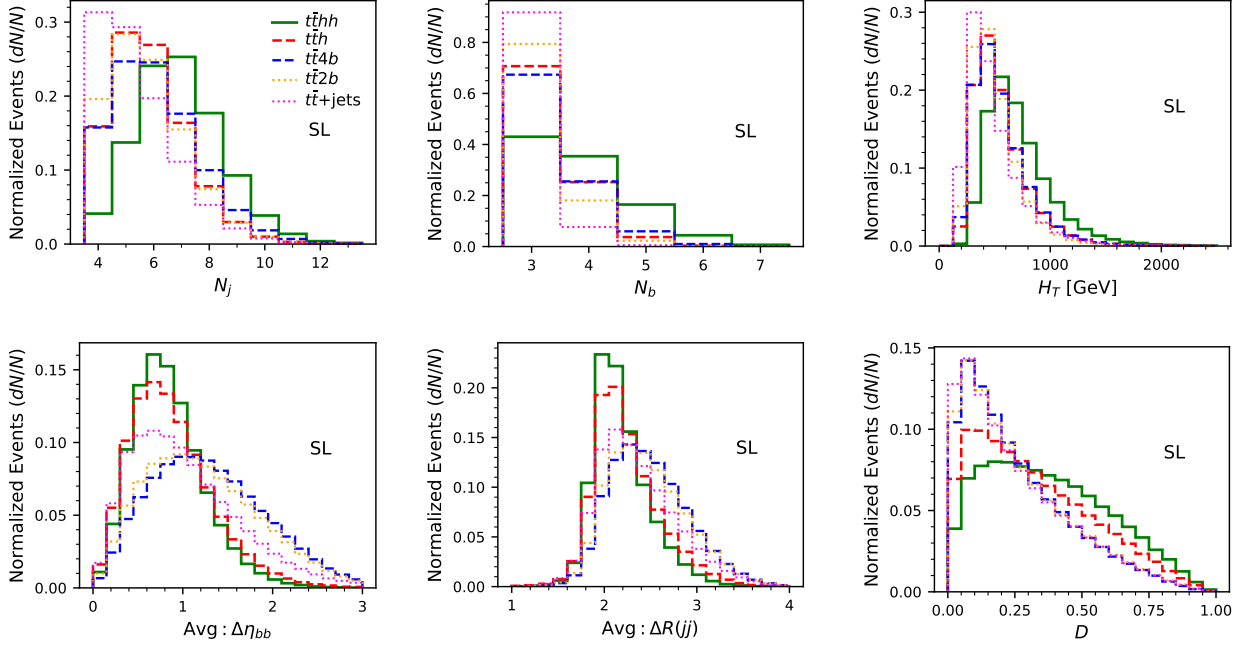 Normalized Events (dN/N)
0.3
0.2
0.1
0.0
tt̄hh
tt̄h
tt̄4b
tt̄2b
tt̄+jets
SL
4 6 8 10 12
N_j
Normalized Events (dN/N)
0.8
0.6
0.4
0.2
0.0
SL
3 4 5 6 7
N_b
Normalized Events (dN/N)
0.3
0.2
0.1
0.0
SL
0 1000 2000
H_T [GeV]
Normalized Events (dN/N)
0.15
0.10
0.05
0.00
SL
0 1 2 3
Avg : Δη_bb
Normalized Events (dN/N)
0.20
0.15
0.10
0.05
0.00
SL
1 2 3 4
Avg : ΔR(jj)
Normalized Events (dN/N)
0.15
0.10
0.05
0.00
SL
0.00 0.25 0.50 0.75 1.00
D